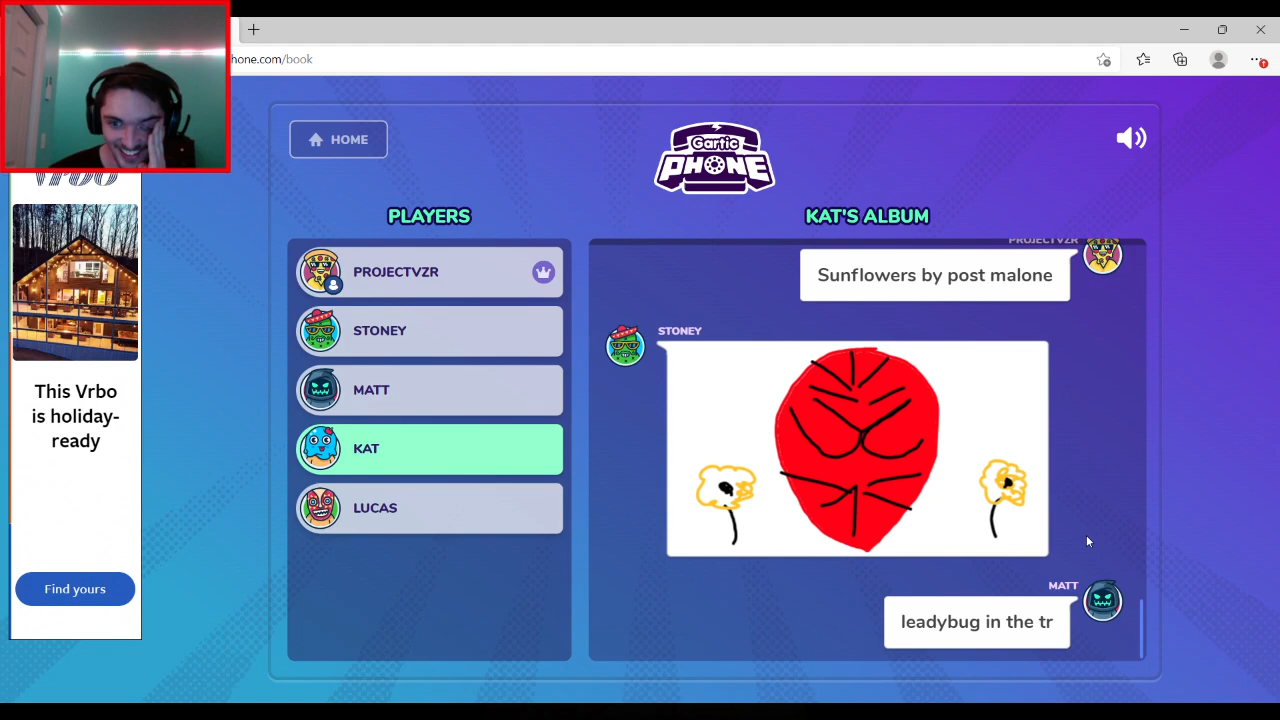 hone.com/book
HOME
Gartic
PHONE
PLAYERS
KAT'S ALBUM
PROJECTVZR
STONEY
MATT
KAT
LUCAS
PROJECTVZR
Sunflowers by post malone
STONEY
MATT
leadybug in the tr
Vrbo
This Vrbo
is holiday-
ready
Find yours